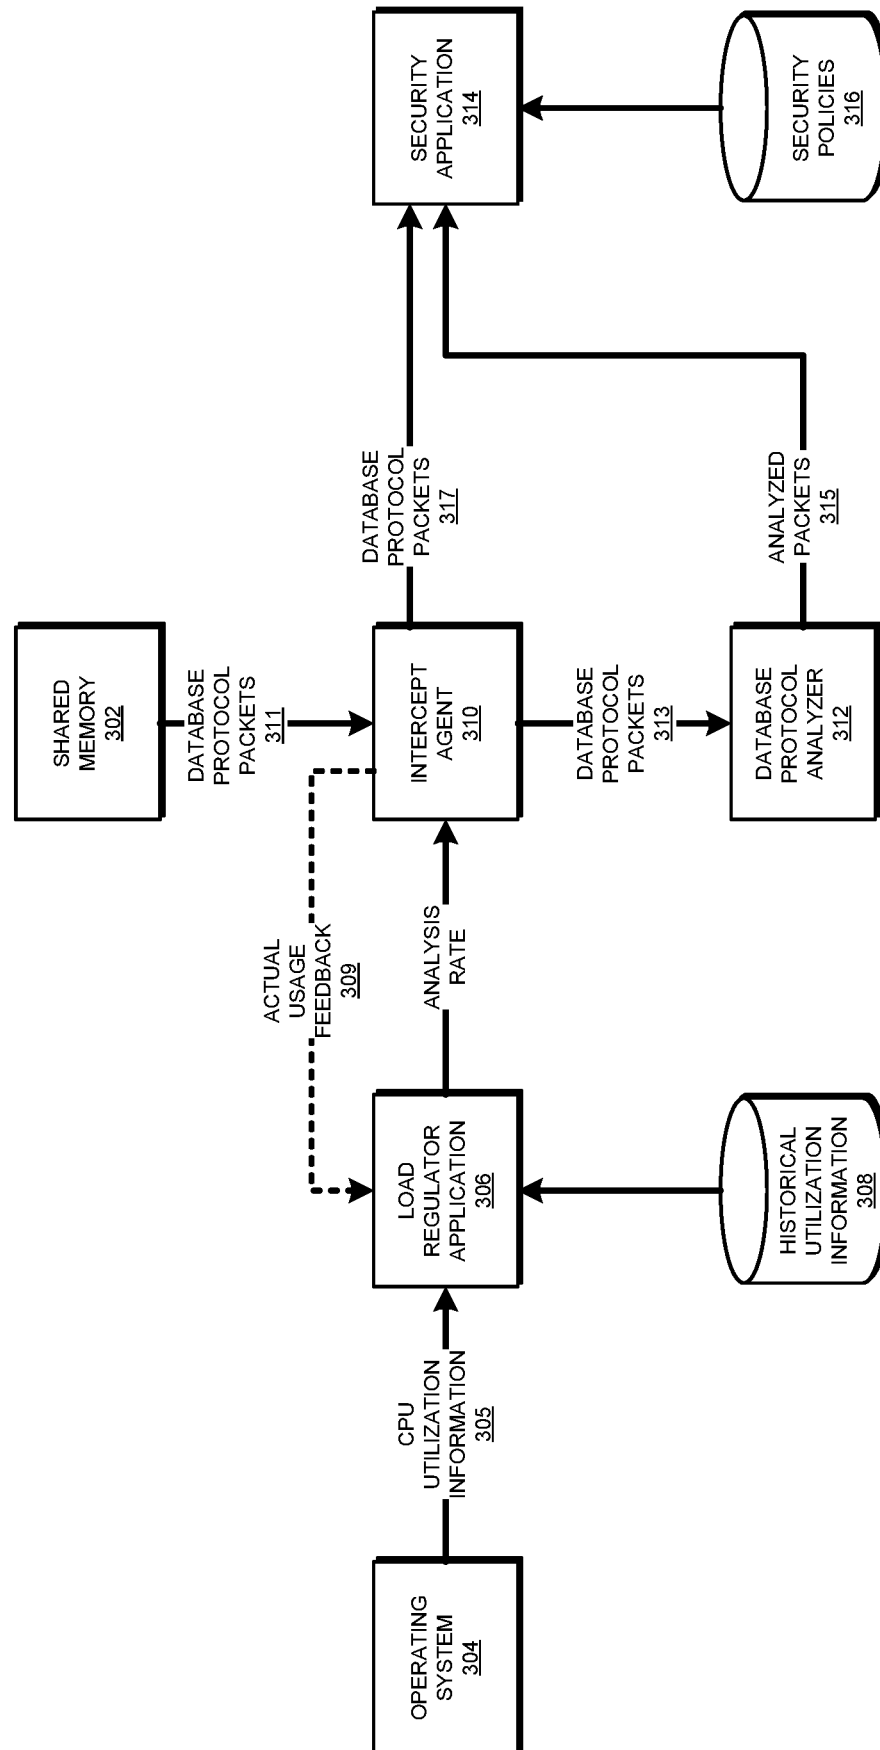 SHARED
MEMORY
302
DATABASE
PROTOCOL
PACKETS
311
OPERATING
SYSTEM
304
CPU
UTILIZATION
INFORMATION
305
LOAD
REGULATOR
APPLICATION
306
ACTUAL
USAGE
FEEDBACK
309
ANALYSIS
RATE
INTERCEPT
AGENT
310
DATABASE
PROTOCOL
PACKETS
317
SECURITY
APPLICATION
314
DATABASE
PROTOCOL
PACKETS
313
HISTORICAL
UTILIZATION
INFORMATION
308
DATABASE
PROTOCOL
ANALYZER
312
ANALYZED
PACKETS
315
SECURITY
POLICIES
316